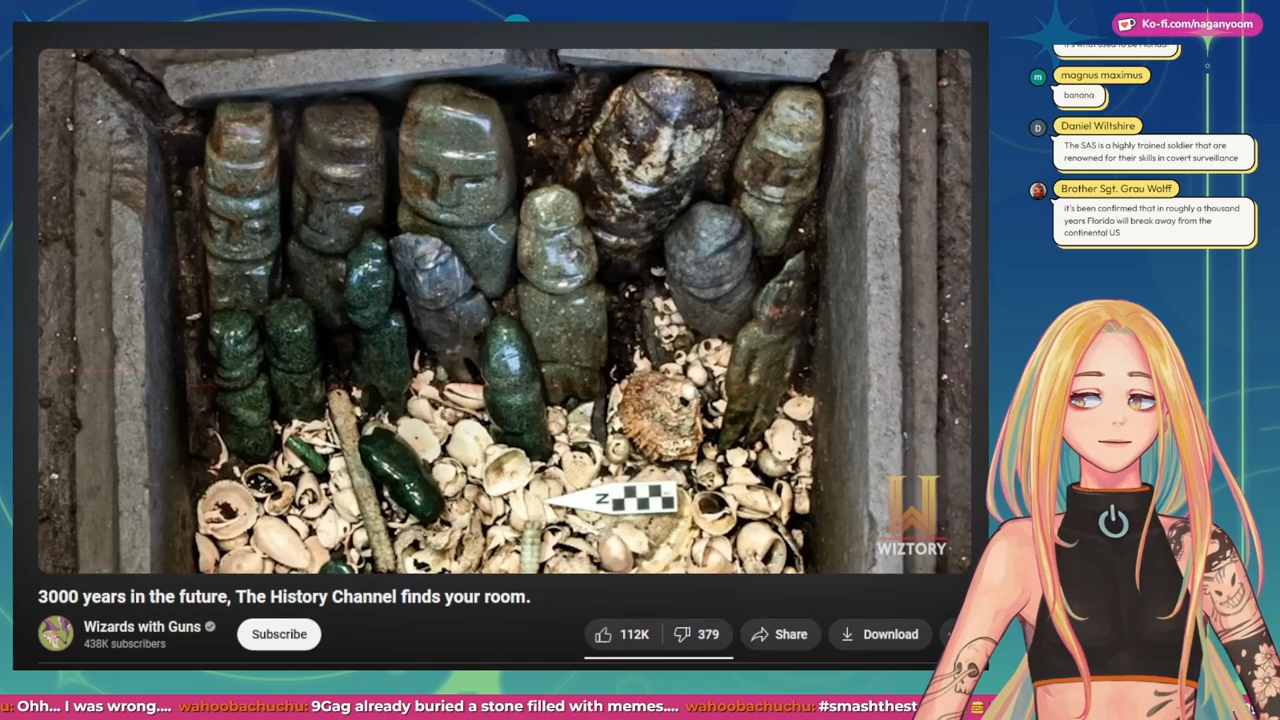 Ko-fi.com/naganyoom
magnus maximus
m
banana
D
Daniel Wiltshire
The SAS is a highly trained soldier that are
renowned for their skills in covert surveillance
Brother Sgt. Grau Wolff
it's been confirmed that in roughly a thousand
years Florida will break away from the
continental US
N
W
WIZTORY
3000 years in the future, The History Channel finds your room.
Wizards with Guns
438K subscribers
Subscribe
112K
379
Share
Download
u: Ohh... I was wrong.... wahoobachuchu: 9Gag already buried a stone filled with memes.... wahoobachuchu: #smashthest